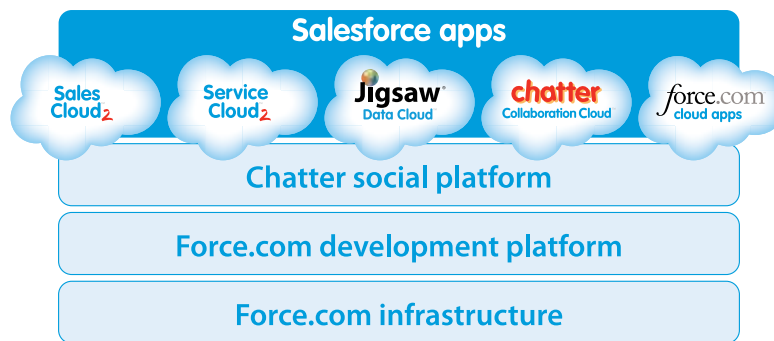 Salesforce apps
Sales
Cloud2
Service
Cloud2
Jigsaw
Data Cloud
chatter
Collaboration Cloud
force.com
cloud apps
Chatter social platform
Force.com development platform
Force.com infrastructure